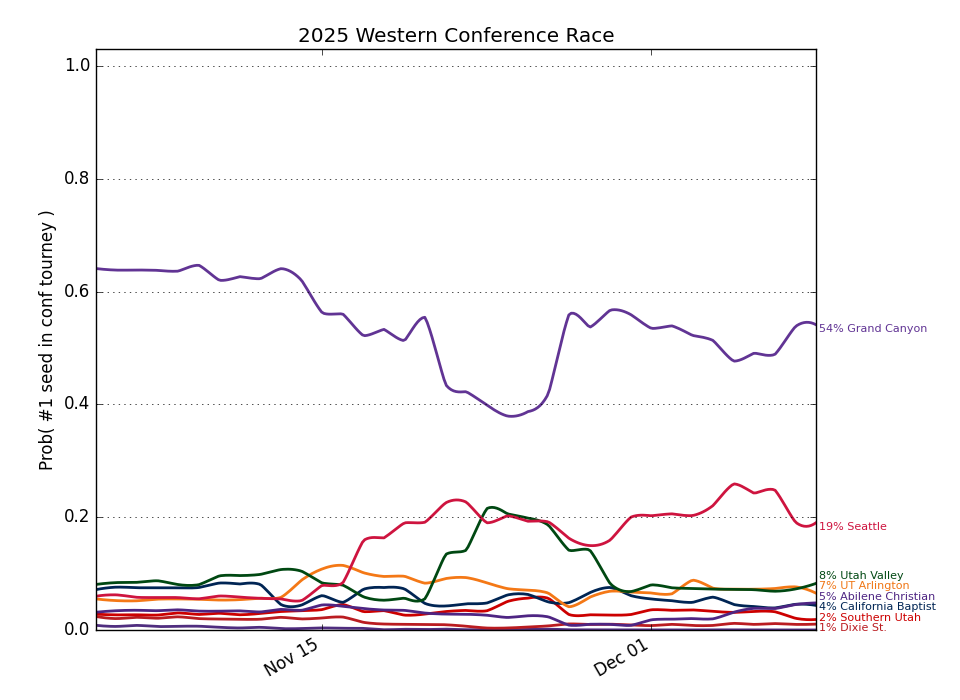 2025 Western Conference Race
Prob( #1 seed in conf tourney )
1.0
0.8
0.6
0.4
0.2
0.0
Nov 15
Dec 01
54% Grand Canyon
19% Seattle
8% Utah Valley
7% UT Arlington
5% Abilene Christian
4% California Baptist
2% Southern Utah
1% Dixie St.